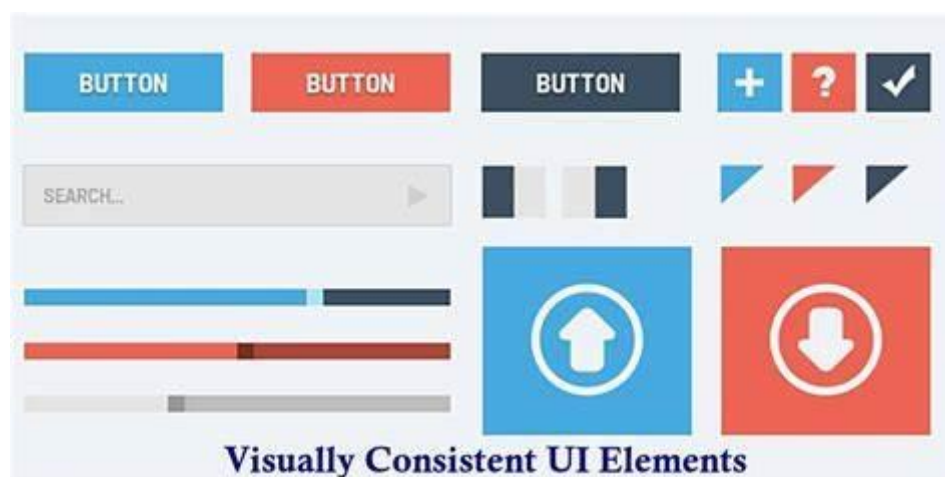 BUTTON BUTTON BUTTON + ?
SEARCH...
Visually Consistent UI Elements